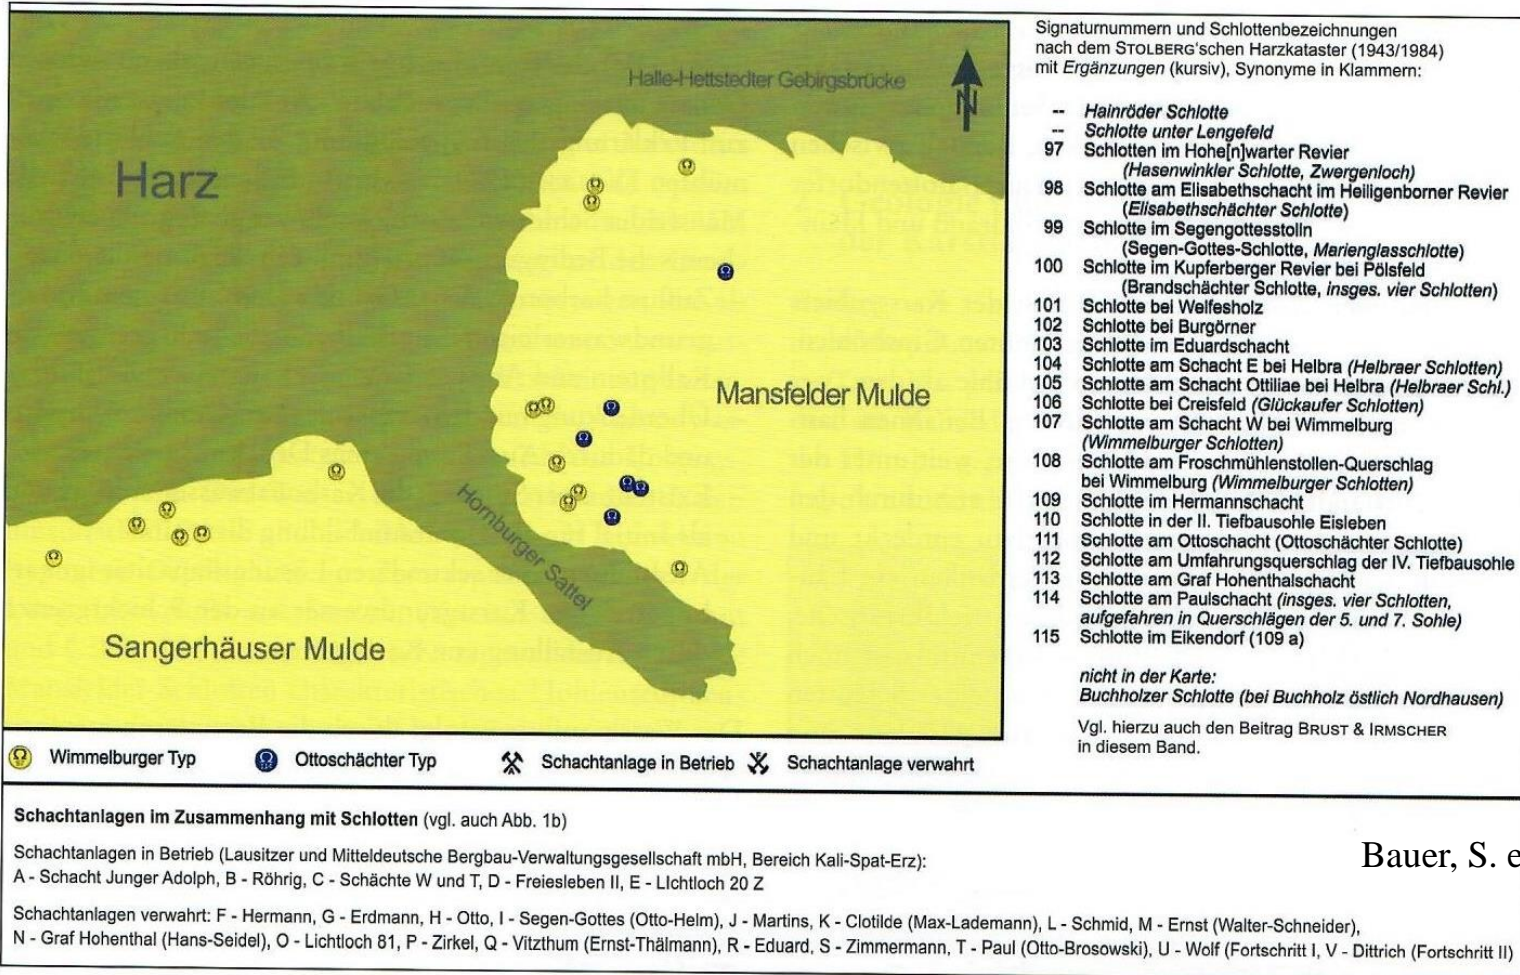 Halle-Hettstedter Gebirgsbrücke
N
Harz
Mansfelder Mulde
Hornburger Sattel
Sangerhäuser Mulde
Wimmelburger Typ
Ottoschächter Typ
Schachtanlage in Betrieb
Schachtanlage verwahrt
Signaturnummern und Schlottenbezeichnungen
nach dem STOLBERG'schen Harzkataster (1943/1984)
mit Ergänzungen (kursiv), Synonyme in Klammern:
-- Hainröder Schlotte
-- Schlotte unter Lengefeld
97 Schlotten im Hohe[n]warter Revier
(Hasenwinkler Schlotte, Zwergenloch)
98 Schlotte am Elisabethschacht im Heiligenborner Revier
(Elisabethschächter Schlotte)
99 Schlotte im Segengottesstolln
(Segen-Gottes-Schlotte, Marienglasschlotte)
100 Schlotte im Kupferberger Revier bei Pölsfeld
(Brandschächter Schlotte, insges. vier Schlotten)
101 Schlotte bei Welfesholz
102 Schlotte bei Burgörner
103 Schlotte im Eduardschacht
104 Schlotte am Schacht E bei Helbra (Helbraer Schlotten)
105 Schlotte am Schacht Ottiliae bei Helbra (Helbraer Schl.)
106 Schlotte bei Creisfeld (Glückaufer Schlotten)
107 Schlotte am Schacht W bei Wimmelburg
(Wimmelburger Schlotten)
108 Schlotte am Froschmühlenstollen-Querschlag
bei Wimmelburg (Wimmelburger Schlotten)
109 Schlotte im Hermannschacht
110 Schlotte in der II. Tiefbausohle Eisleben
111 Schlotte am Ottoschacht (Ottoschächter Schlotte)
112 Schlotte am Umfahrungsquerschlag der IV. Tiefbausohle
113 Schlotte am Graf Hohenthalschacht
114 Schlotte am Paulschacht (insges. vier Schlotten,
aufgefahren in Querschlägen der 5. und 7. Sohle)
115 Schlotte im Eikendorf (109 a)
nicht in der Karte:
Buchholzer Schlotte (bei Buchholz östlich Nordhausen)
Vgl. hierzu auch den Beitrag BRUST & IRMSCHER
in diesem Band.
Schachtanlagen im Zusammenhang mit Schlotten (vgl. auch Abb. 1b)
Schachtanlagen in Betrieb (Lausitzer und Mitteldeutsche Bergbau-Verwaltungsgesellschaft mbH, Bereich Kali-Spat-Erz):
A - Schacht Junger Adolph, B - Röhrig, C - Schächte W und T, D - Freiesleben II, E - LIchtloch 20 Z
Bauer, S. e
Schachtanlagen verwahrt: F - Hermann, G - Erdmann, H - Otto, I - Segen-Gottes (Otto-Helm), J - Martins, K - Clotilde (Max-Lademann), L - Schmid, M - Ernst (Walter-Schneider),
N - Graf Hohenthal (Hans-Seidel), O - Lichtloch 81, P - Zirkel, Q - Vitzthum (Ernst-Thälmann), R - Eduard, S - Zimmermann, T - Paul (Otto-Brosowski), U - Wolf (Fortschritt I, V - Dittrich (Fortschritt II)